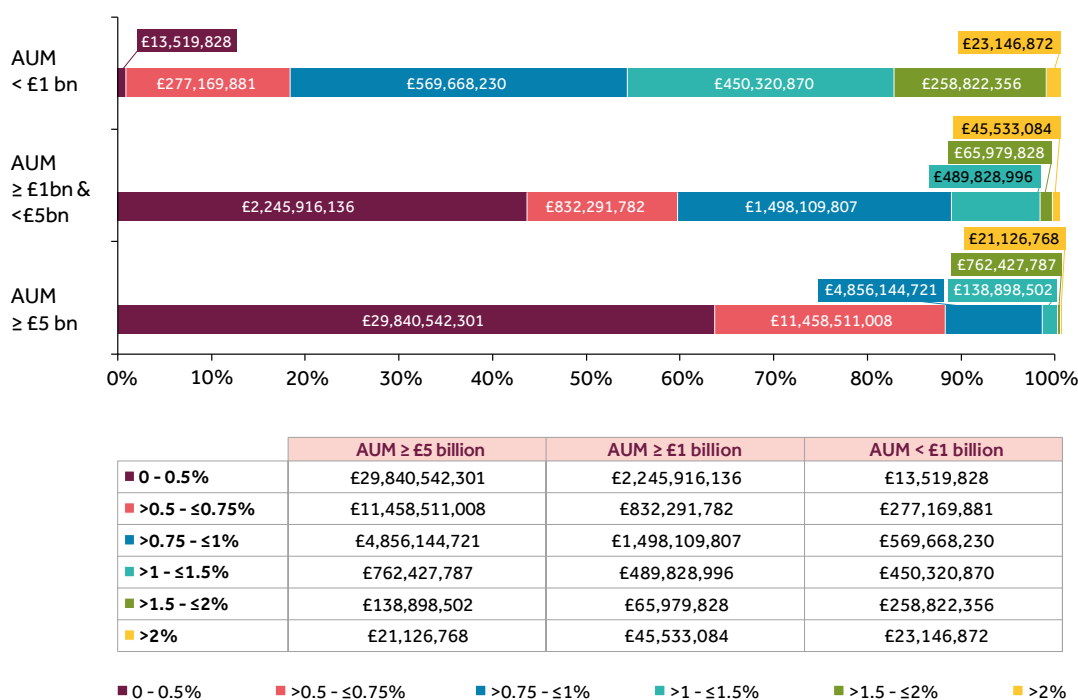 £13,519,828
£23,146,872
AUM
< £1 bn
£277,169,881 £569,668,230 £450,320,870 £258,822,356
£45,533,084
£65,979,828
£489,828,996
AUM
≥ £1bn &
<£5bn
£2,245,916,136 £832,291,782 £1,498,109,807
£21,126,768
£762,427,787
£4,856,144,721 £138,898,502
AUM
≥ £5 bn
£29,840,542,301 £11,458,511,008
0% 10% 20% 30% 40% 50% 60% 70% 80% 90% 100%
AUM ≥ £5 billion AUM ≥ £1 billion AUM < £1 billion
0 - 0.5% £29,840,542,301 £2,245,916,136 £13,519,828
>0.5 - ≤0.75% £11,458,511,008 £832,291,782 £277,169,881
>0.75 - ≤1% £4,856,144,721 £1,498,109,807 £569,668,230
>1 - ≤1.5% £762,427,787 £489,828,996 £450,320,870
>1.5 - ≤2% £138,898,502 £65,979,828 £258,822,356
>2% £21,126,768 £45,533,084 £23,146,872
0 - 0.5% >0.5 - ≤0.75% >0.75 - ≤1% >1 - ≤1.5% >1.5 - ≤2% >2%